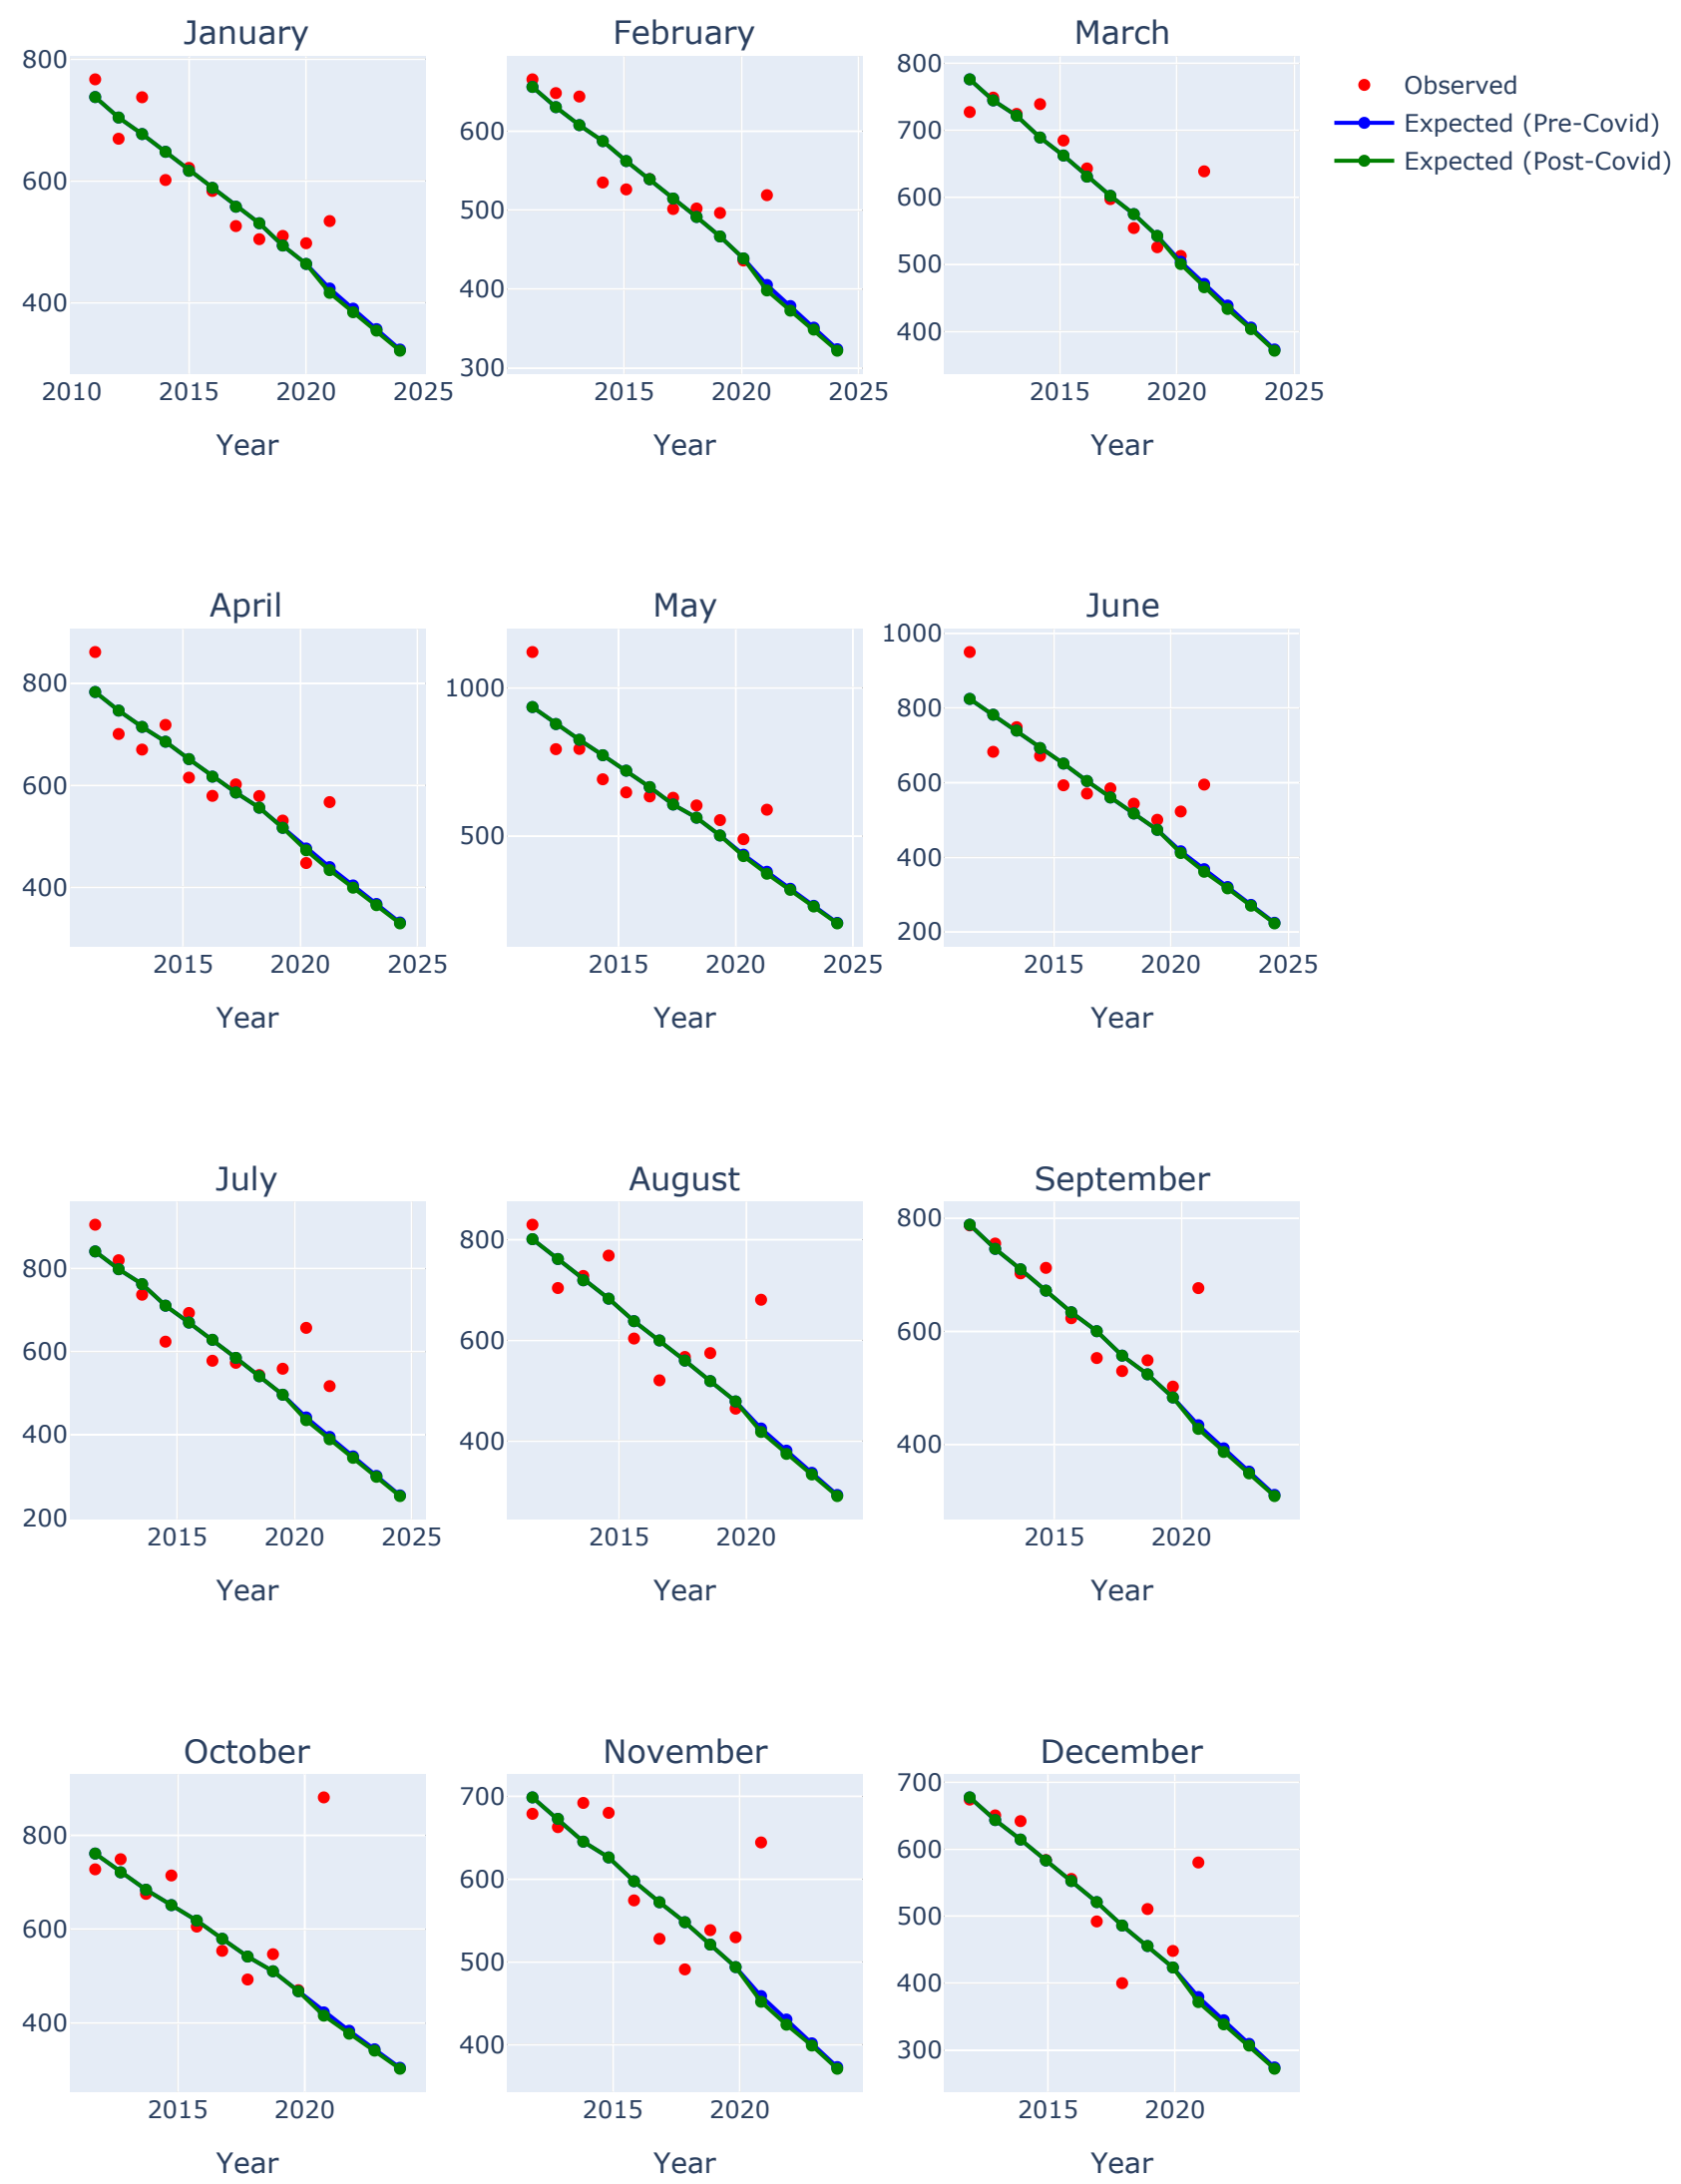 January February March
800
600
400
2010 2015 2020 2025
Year
600
500
400
300
2015 2020 2025
Year
800
700
600
500
400
2015 2020 2025
Year
Observed
Expected (Pre-Covid)
Expected (Post-Covid)
April May June
800
600
400
2015 2020 2025
Year
1000
500
2015 2020 2025
Year
1000
800
600
400
200
2015 2020 2025
Year
July August September
800
600
400
200
2015 2020 2025
Year
800
600
400
2015 2020
Year
800
600
400
2015 2020
Year
October November December
800
600
400
2015 2020
Year
700
600
500
400
2015 2020
Year
700
600
500
400
300
2015 2020
Year